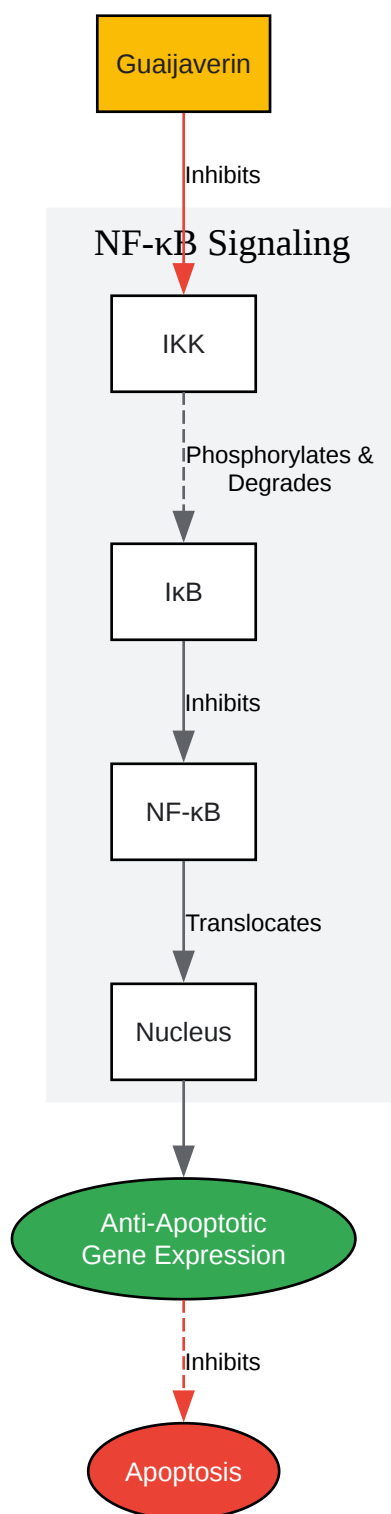 Guaijaverin
Inhibits
NF-κB Signaling
IKK
Phosphorylates &
Degrades
IκB
Inhibits
NF-κB
Translocates
Nucleus
Anti-Apoptotic
Gene Expression
Inhibits
Apoptosis